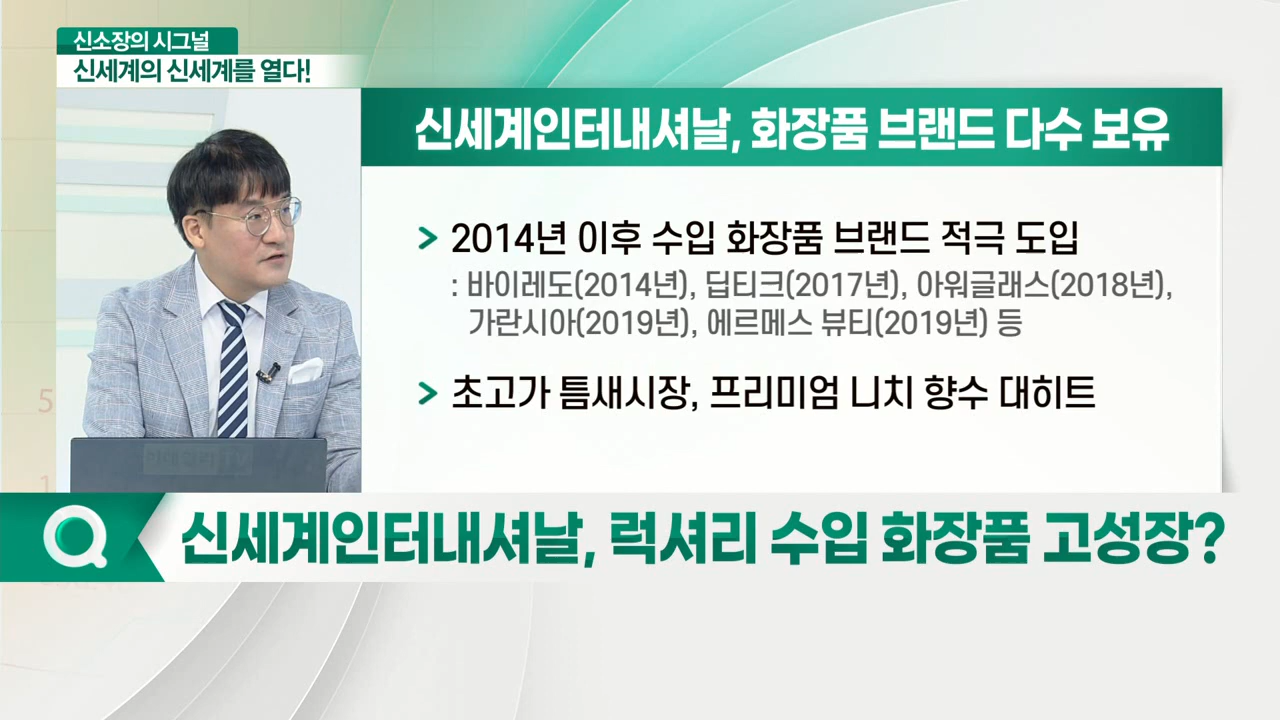 신소장의 시그널
신세계의 신세계를 열다!
신세계인터내셔날, 화장품 브랜드 다수 보유
> 2014년 이후 수입 화장품 브랜드 적극 도입
: 바이레도(2014년), 딥티크(2017년), 아워글래스(2018년),
가란시아(2019년), 에르메스 뷰티(2019년) 등
> 초고가 틈새시장, 프리미엄 니치 향수 대히트
5
1
Q 신세계인터내셔날, 럭셔리 수입 화장품 고성장?